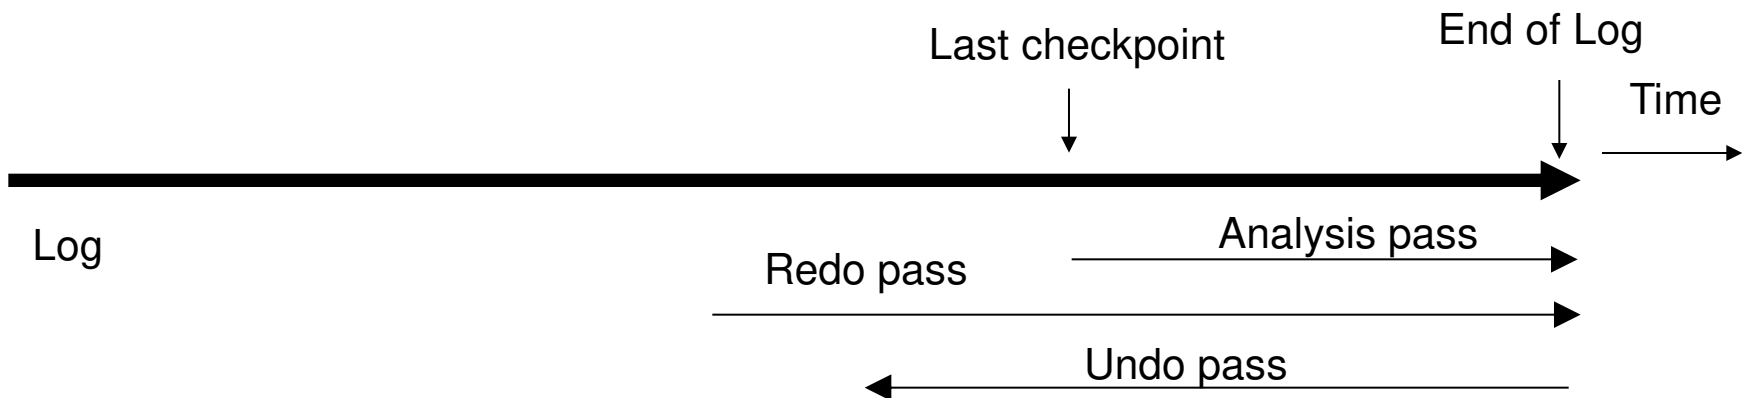 Last checkpoint
End of Log
Time
Log
Analysis pass
Redo pass
Undo pass